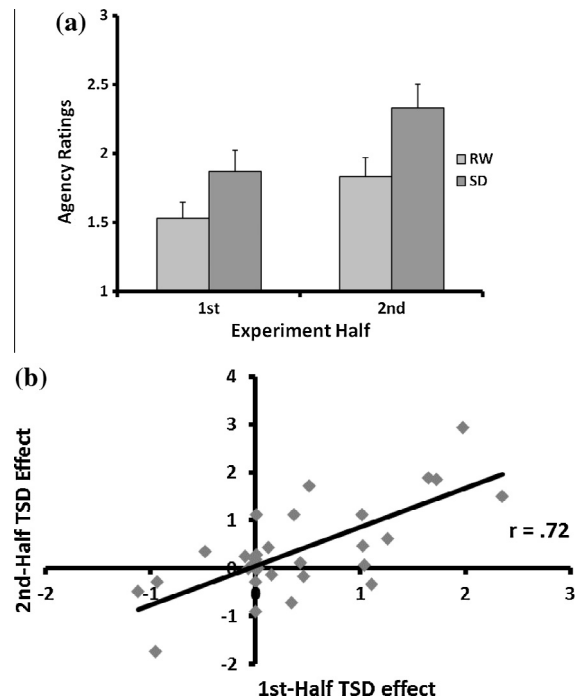 (a)
3
2.5
2
1.5
1
Agency Ratings
RW
SD
1st 2nd
Experiment Half
(b)
4
3
2
1
0
-1
-2
2nd-Half TSD Effect
r = .72
-1 0 1 2 3
1st-Half TSD effect